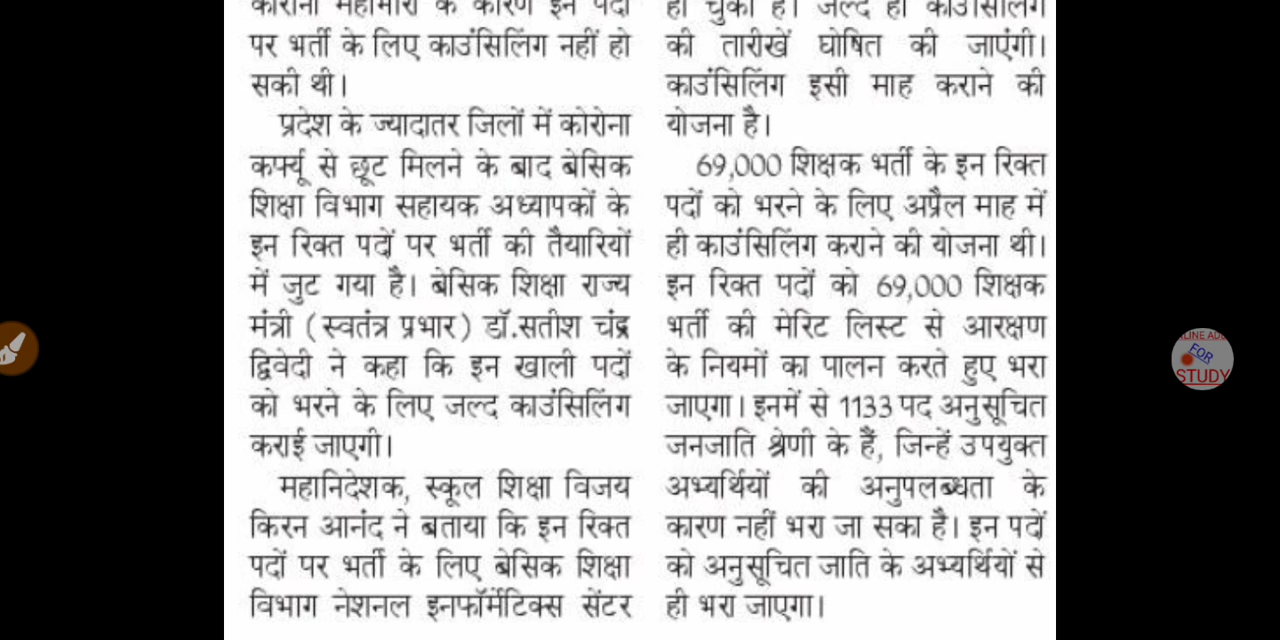 कोरोना महामारी के कारण इन पदों
पर भर्ती के लिए काउंसिलिंग नहीं हो
सकी थी।
प्रदेश के ज्यादातर जिलों में कोरोना
कर्फ्यू से छूट मिलने के बाद बेसिक
शिक्षा विभाग सहायक अध्यापकों के
इन रिक्त पदों पर भर्ती की तैयारियों
में जुट गया है। बेसिक शिक्षा राज्य
मंत्री (स्वतंत्र प्रभार) डॉ.सतीश चंद्र
द्विवेदी ने कहा कि इन खाली पदों
को भरने के लिए जल्द काउंसिलिंग
कराई जाएगी।
महानिदेशक, स्कूल शिक्षा विजय
किरन आनंद ने बताया कि इन रिक्त
पदों पर भर्ती के लिए बेसिक शिक्षा
विभाग नेशनल इनफॉर्मेटिक्स सेंटर
हो चुका है। जल्द ही काउंसिलिंग
की तारीखें घोषित की जाएंगी।
काउंसिलिंग इसी माह कराने की
योजना है।
69,000 शिक्षक भर्ती के इन रिक्त
पदों को भरने के लिए अप्रैल माह में
ही काउंसिलिंग कराने की योजना थी।
इन रिक्त पदों को 69,000 शिक्षक
भर्ती की मेरिट लिस्ट से आरक्षण
के नियमों का पालन करते हुए भरा
जाएगा। इनमें से 1133 पद अनुसूचित
जनजाति श्रेणी के हैं, जिन्हें उपयुक्त
अभ्यर्थियों की अनुपलब्धता के
कारण नहीं भरा जा सका है। इन पदों
को अनुसूचित जाति के अभ्यर्थियों से
ही भरा जाएगा।
FOR
STUDY